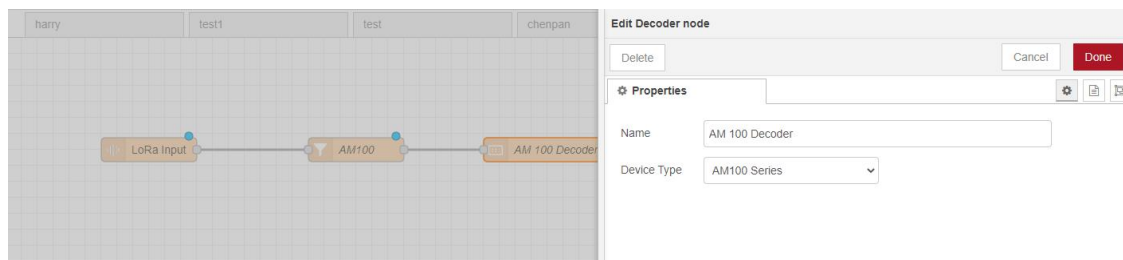 harry
test1
test
chenpan
LoRa Input
AM100
AM 100 Decoder
Edit Decoder node
Delete
Cancel
Done
Properties
Name
AM 100 Decoder
Device Type
AM100 Series